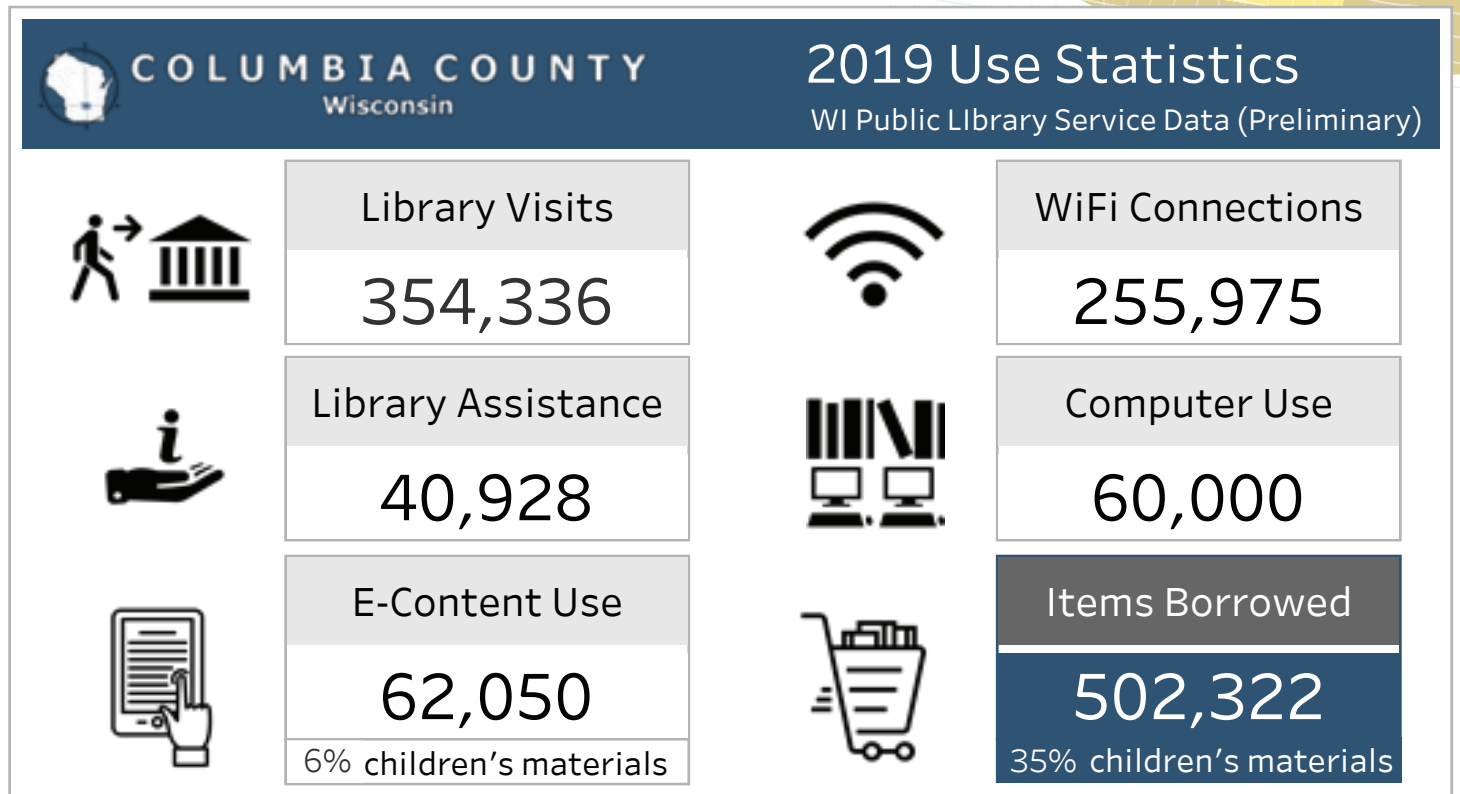 COLUMBIA COUNTY
Wisconsin
2019 Use Statistics
WI Public LIbrary Service Data (Preliminary)
Library Visits
354,336
WiFi Connections
255,975
Library Assistance
40,928
Computer Use
60,000
E-Content Use
62,050
6% children's materials
Items Borrowed
502,322
35% children's materials